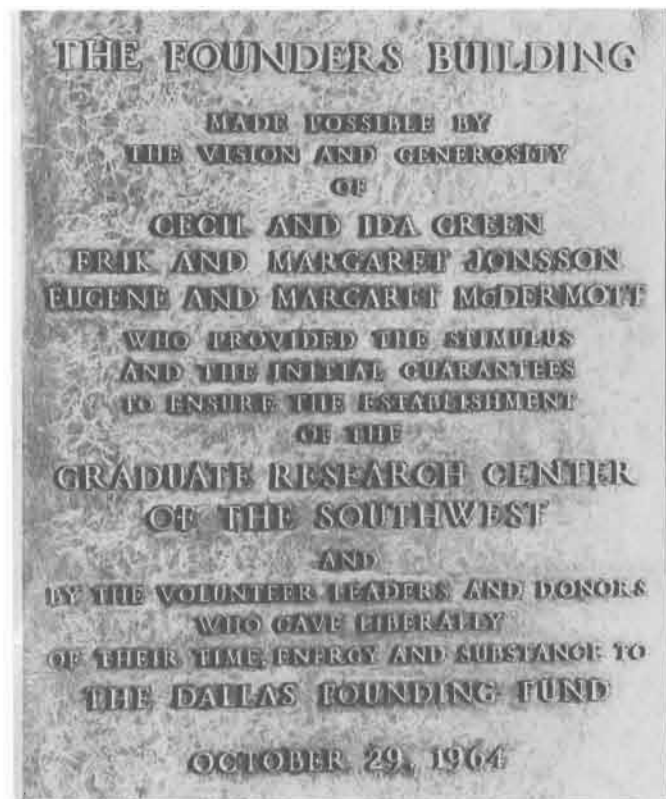 THE FOUNDERS BUILDING
MADE POSSIBLE BY
THE VISION AND GENEROSITY
OF
CECIL AND IDA GREEN
ERIK AND MARGARET JONSSON
EUGENE AND MARGARET McDERMOTT
WHO PROVIDED THE STIMULUS
AND THE INITIAL GUARANTEES
TO ENSURE THE ESTABLISHMENT
OF THE
GRADUATE RESEARCH CENTER
OF THE SOUTHWEST
AND
BY THE VOLUNTEER LEADERS AND DONORS
WHO GAVE LIBERALLY
OF THEIR TIME, ENERGY AND SUBSTANCE TO
THE DALLAS FOUNDING FUND
OCTOBER 29, 1964